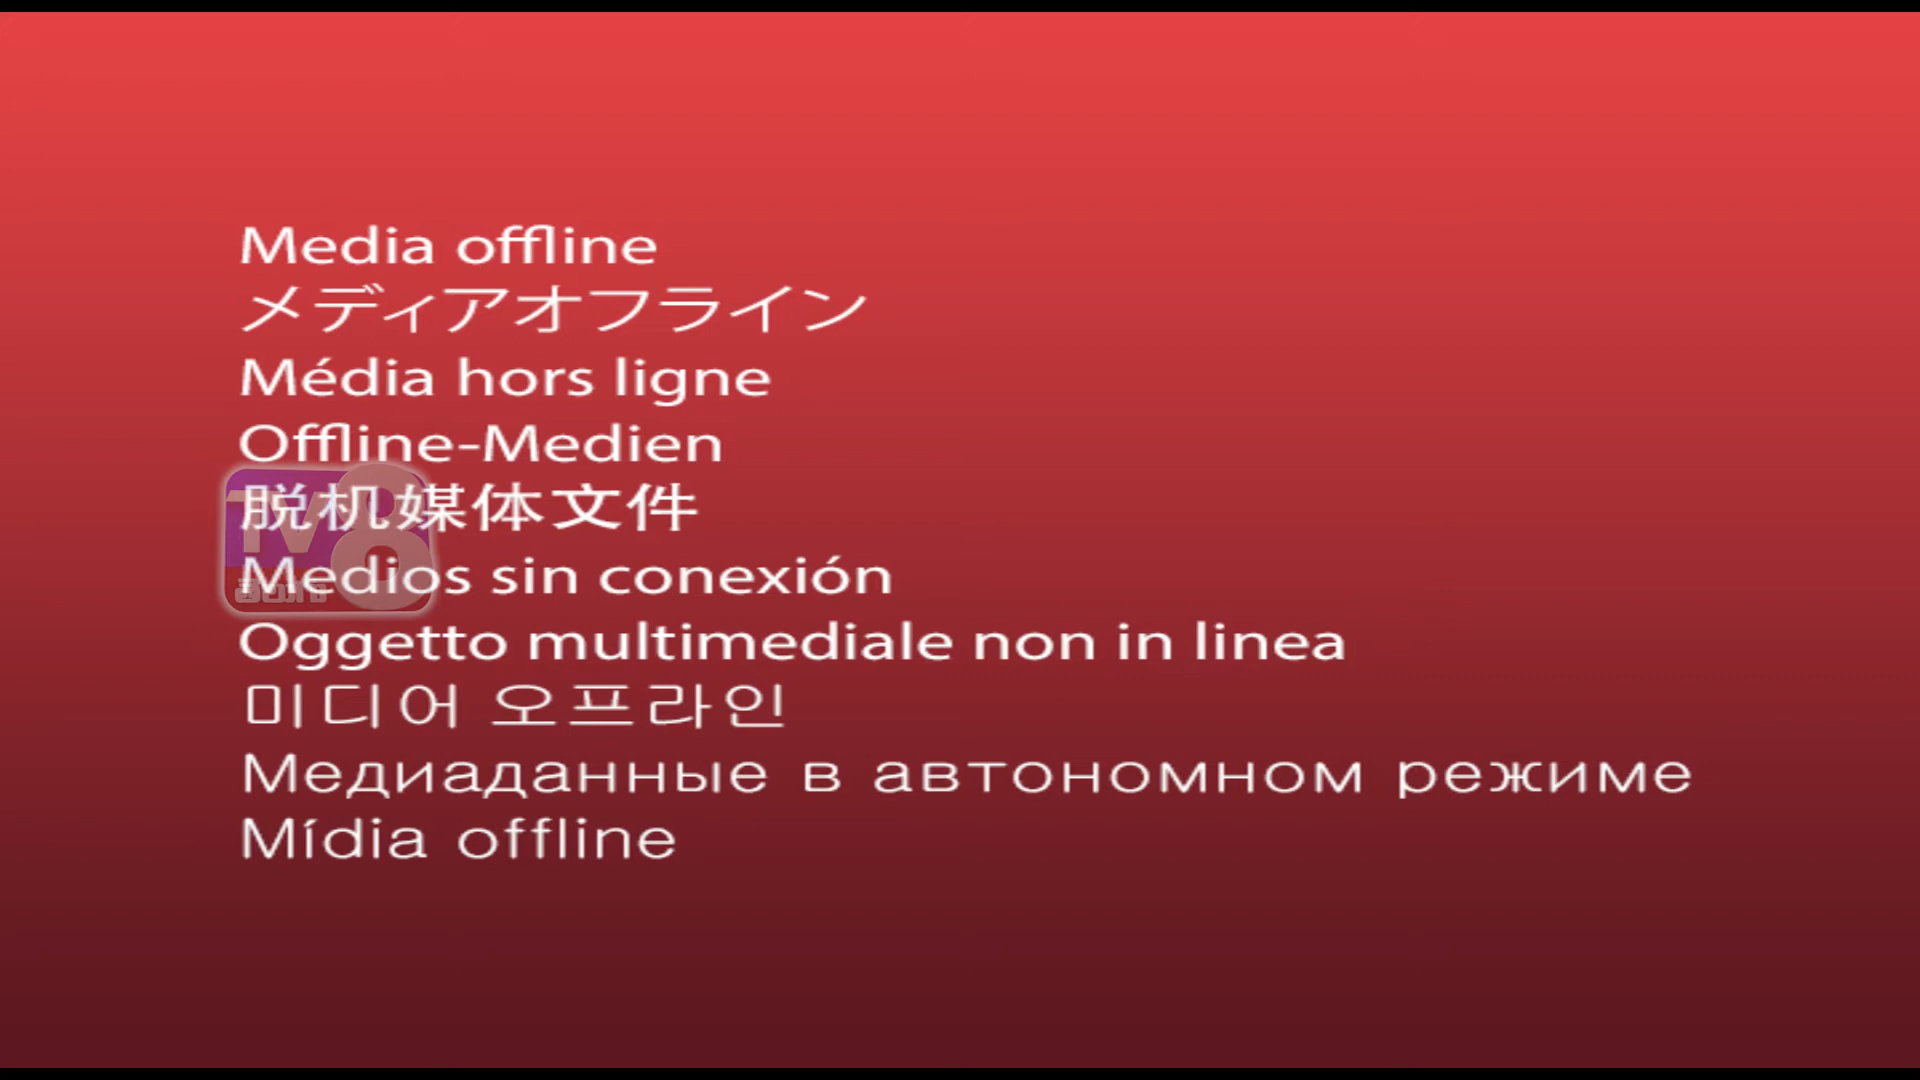 Media offline
メディアオフライン
Média hors ligne
Offline-Medien
脱机媒体文件
TV8
తెలుగు
Medios sin conexión
Oggetto multimediale non in linea
미디어 오프라인
Медиаданные в автономном режиме
Mídia offline